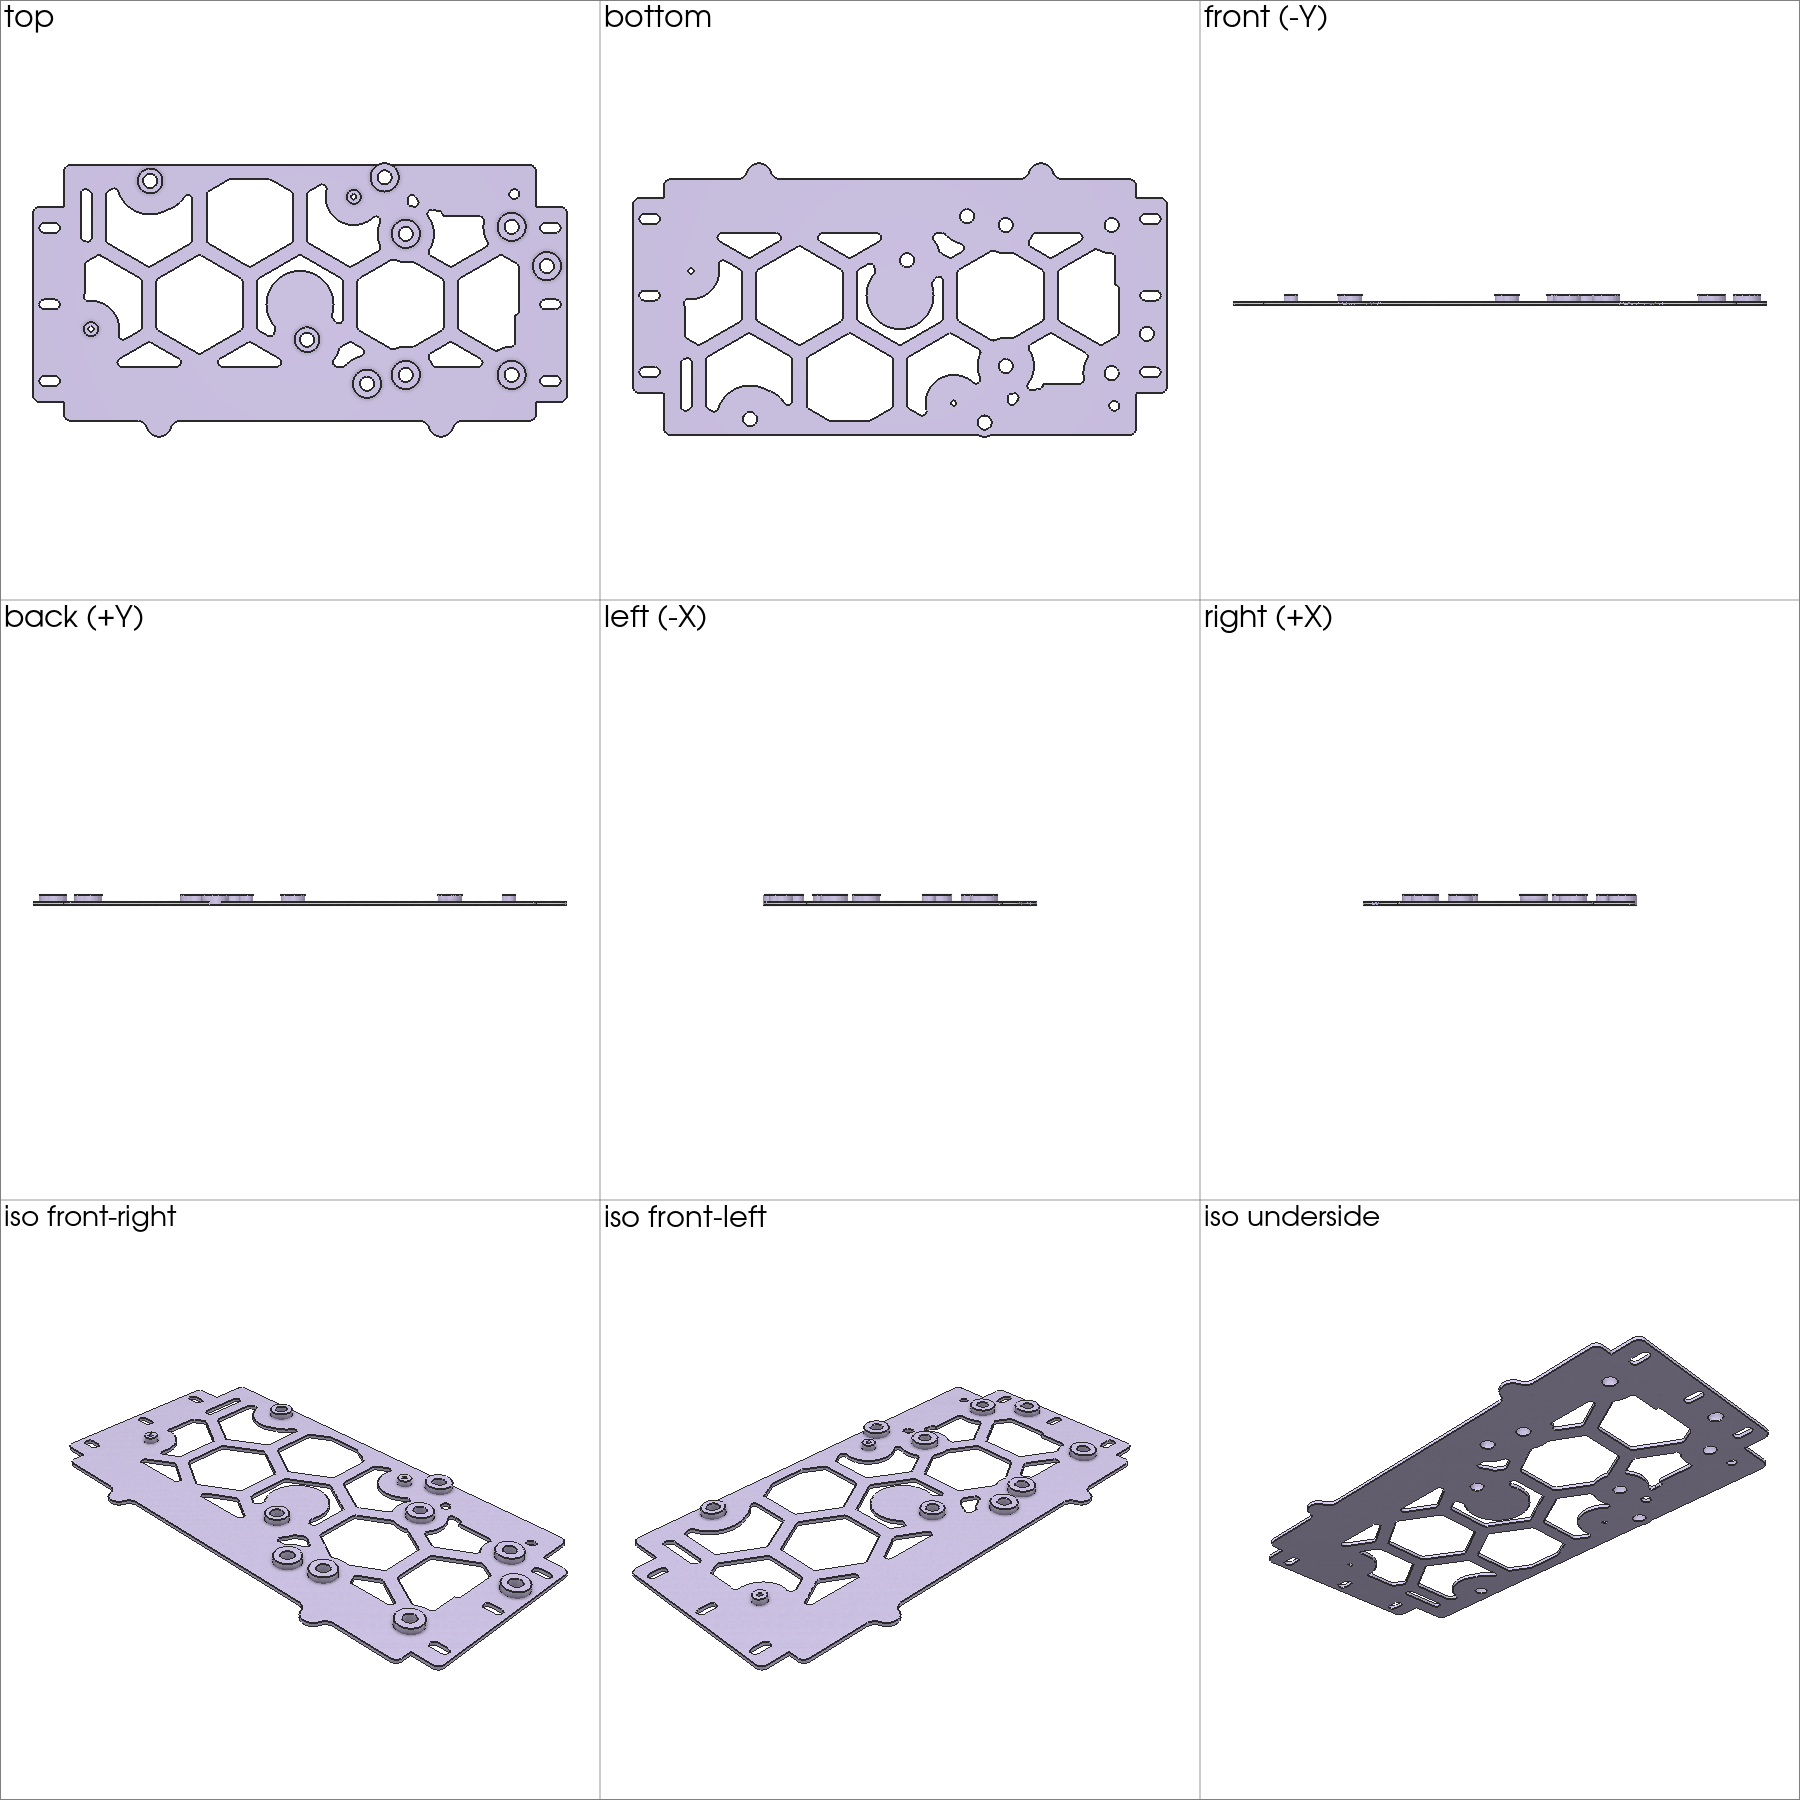 top
bottom
front (-Y)
back (+Y)
left (-X)
right (+X)
iso front-right
iso front-left
iso underside